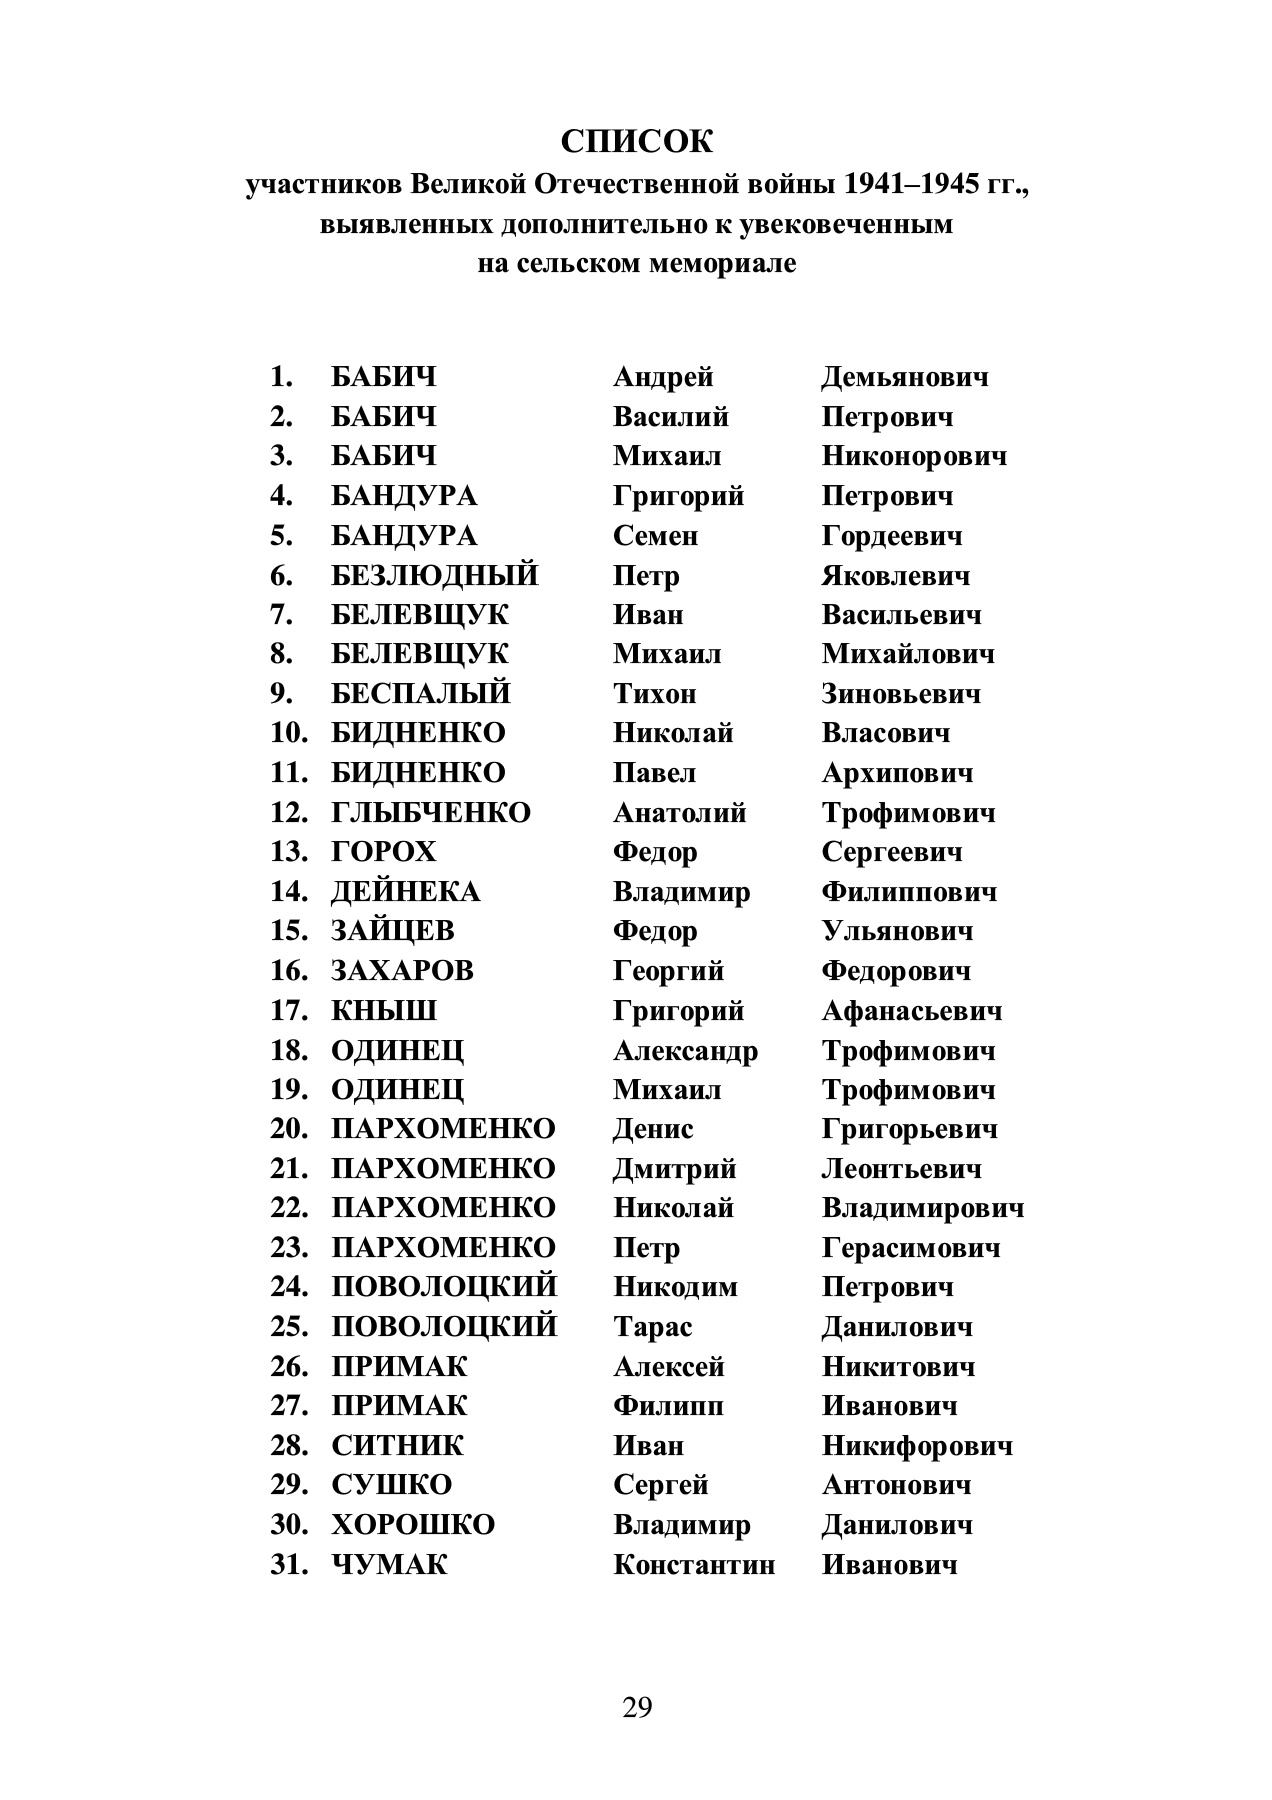 СПИСОК
участников Великой Отечественной войны 1941–1945 гг.,
выявленных дополнительно к увековеченным
на сельском мемориале
1. БАБИЧ Андрей Демьянович
2. БАБИЧ Василий Петрович
3. БАБИЧ Михаил Никонорович
4. БАНДУРА Григорий Петрович
5. БАНДУРА Семен Гордеевич
6. БЕЗЛЮДНЫЙ Петр Яковлевич
7. БЕЛЕВЩУК Иван Васильевич
8. БЕЛЕВЩУК Михаил Михайлович
9. БЕСПАЛЫЙ Тихон Зиновьевич
10. БИДНЕНКО Николай Власович
11. БИДНЕНКО Павел Архипович
12. ГЛЫБЧЕНКО Анатолий Трофимович
13. ГОРОХ Федор Сергеевич
14. ДЕЙНЕКА Владимир Филиппович
15. ЗАЙЦЕВ Федор Ульянович
16. ЗАХАРОВ Георгий Федорович
17. КНЫШ Григорий Афанасьевич
18. ОДИНЕЦ Александр Трофимович
19. ОДИНЕЦ Михаил Трофимович
20. ПАРХОМЕНКО Денис Григорьевич
21. ПАРХОМЕНКО Дмитрий Леонтьевич
22. ПАРХОМЕНКО Николай Владимирович
23. ПАРХОМЕНКО Петр Герасимович
24. ПОВОЛОЦКИЙ Никодим Петрович
25. ПОВОЛОЦКИЙ Тарас Данилович
26. ПРИМАК Алексей Никитович
27. ПРИМАК Филипп Иванович
28. СИТНИК Иван Никифорович
29. СУШКО Сергей Антонович
30. ХОРОШКО Владимир Данилович
31. ЧУМАК Константин Иванович
29